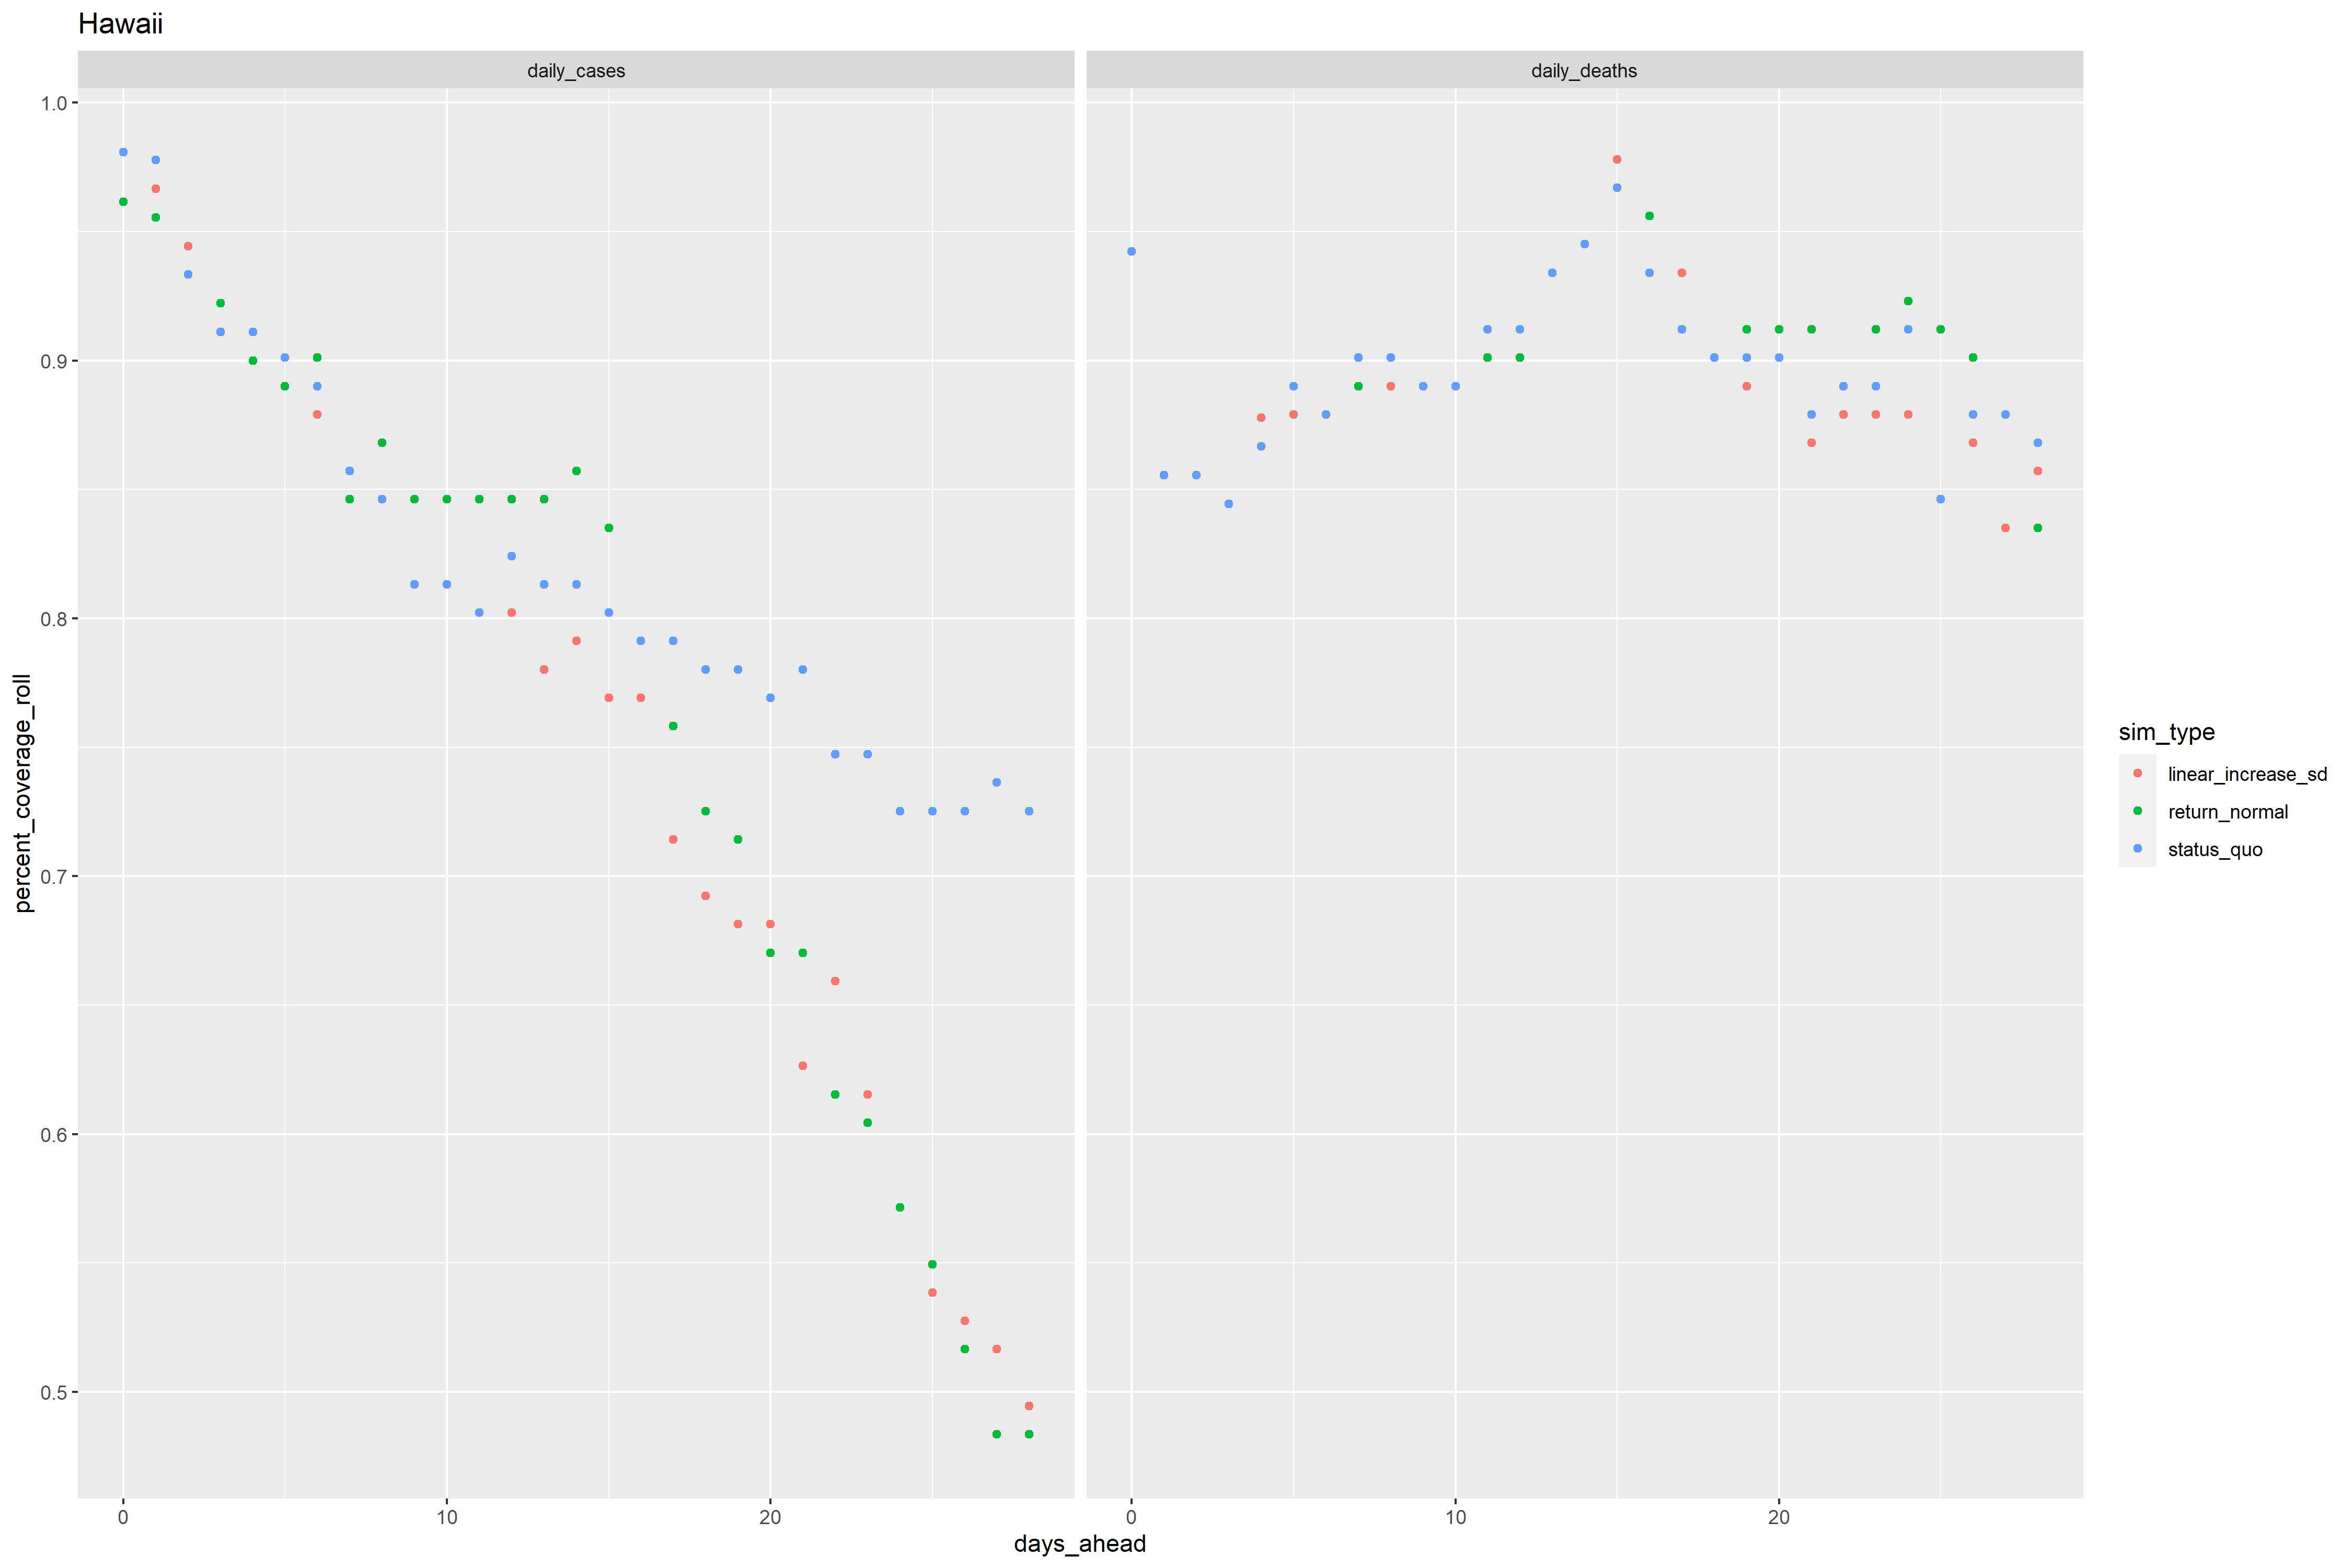 Hawaii
daily_cases
daily_deaths
1.0
0.9
0.8
0.7
0.6
0.5
percent_coverage_roll
0
10
20
0
10
20
days_ahead
sim_type
linear_increase_sd
return_normal
status_quo